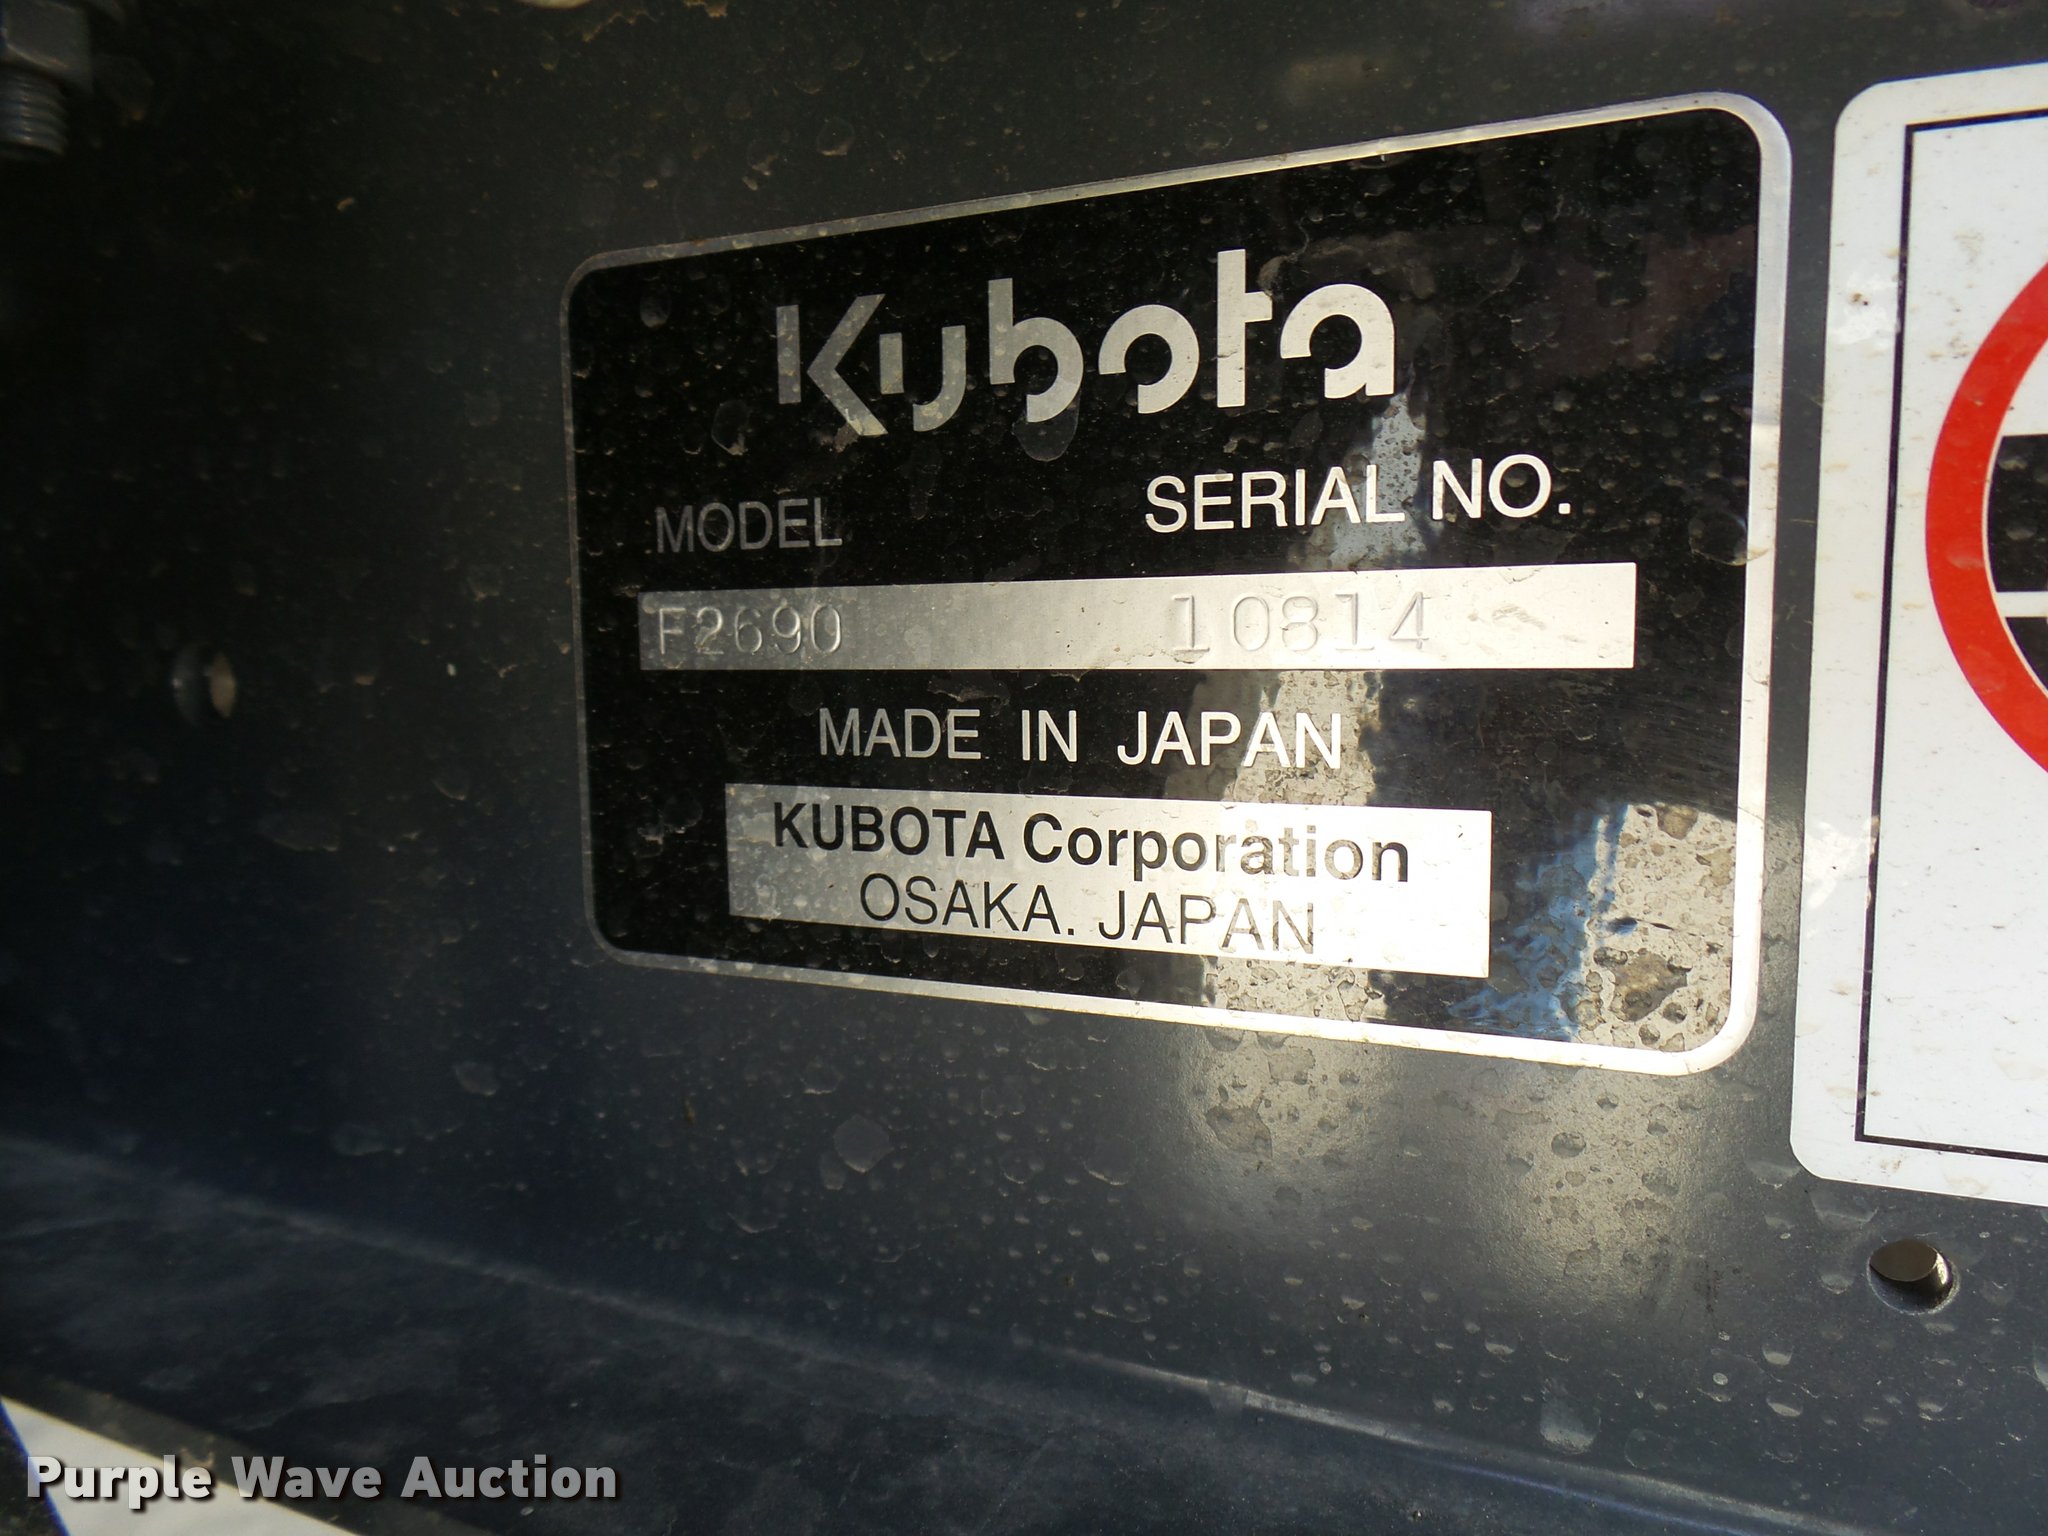 Kubota
MODEL SERIAL NO.
F2690 10814
MADE IN JAPAN
KUBOTA Corporation
OSAKA. JAPAN
Purple Wave Auction